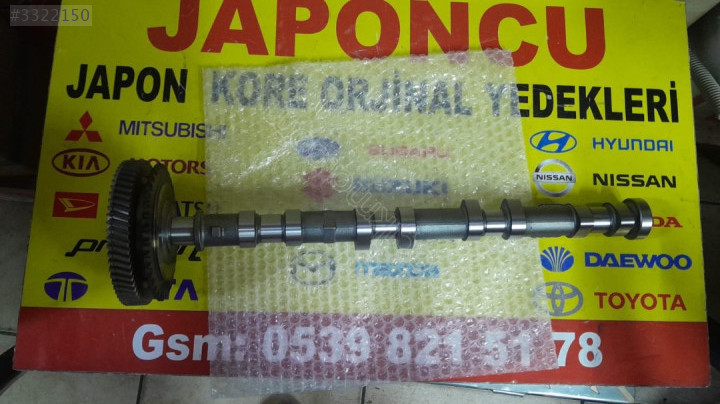 #3322150
JAPONCU
JAPON KORE ORJİNAL YEDEKLERİ
MITSUBISHI
SUBARU
HYUNDAI
KIA
MOTORS
SUZUKI
NISSAN
mazda
DAEWOO
TOYOTA
Gsm: 0539 821 51 78